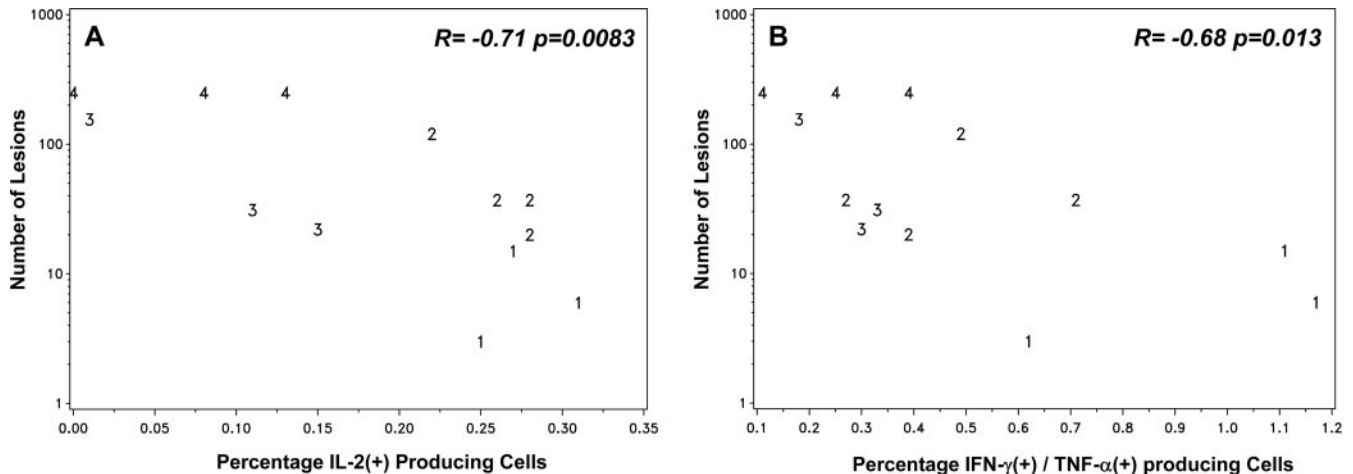 A
R= -0.71 p=0.0083
Number of Lesions
1000
100
10
1
4 4 4
3
2
3
2 2
3
2
1
1
1
0.00 0.05 0.10 0.15 0.20 0.25 0.30 0.35
Percentage IL-2(+) Producing Cells
B
R= -0.68 p=0.013
Number of Lesions
1000
100
10
1
4 4 4
3
2
2 2
3
3
2
1
1
1
0.1 0.2 0.3 0.4 0.5 0.6 0.7 0.8 0.9 1.0 1.1 1.2
Percentage IFN-γ(+) / TNF-α(+) producing Cells